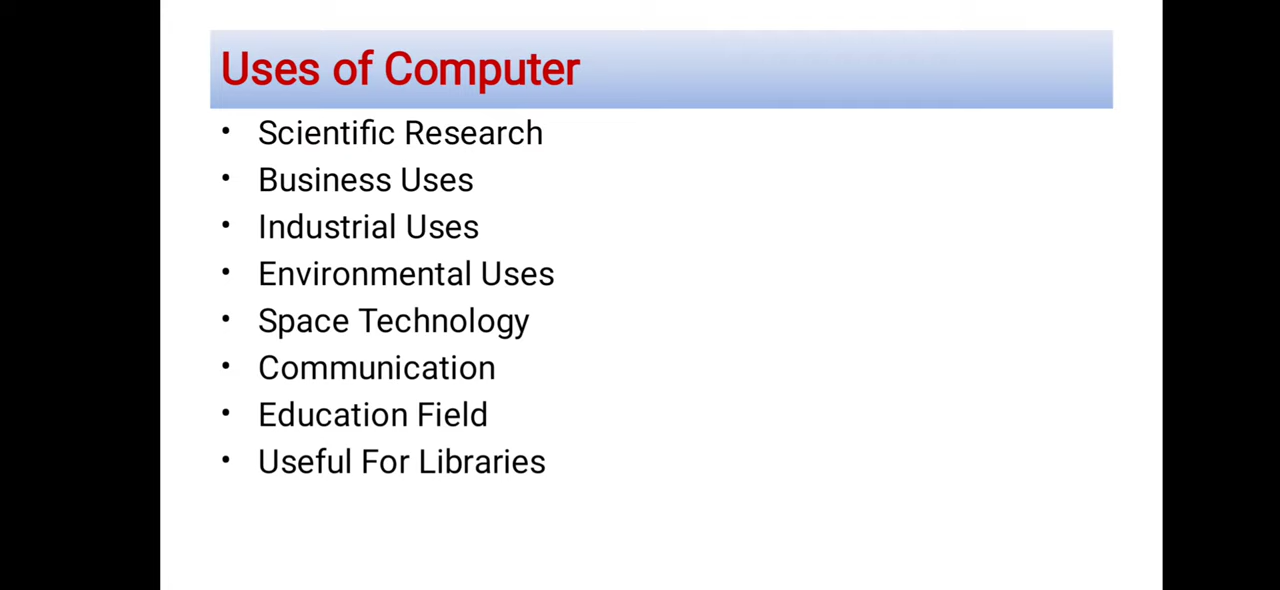 Uses of Computer
• Scientific Research
• Business Uses
• Industrial Uses
• Environmental Uses
• Space Technology
• Communication
• Education Field
• Useful For Libraries